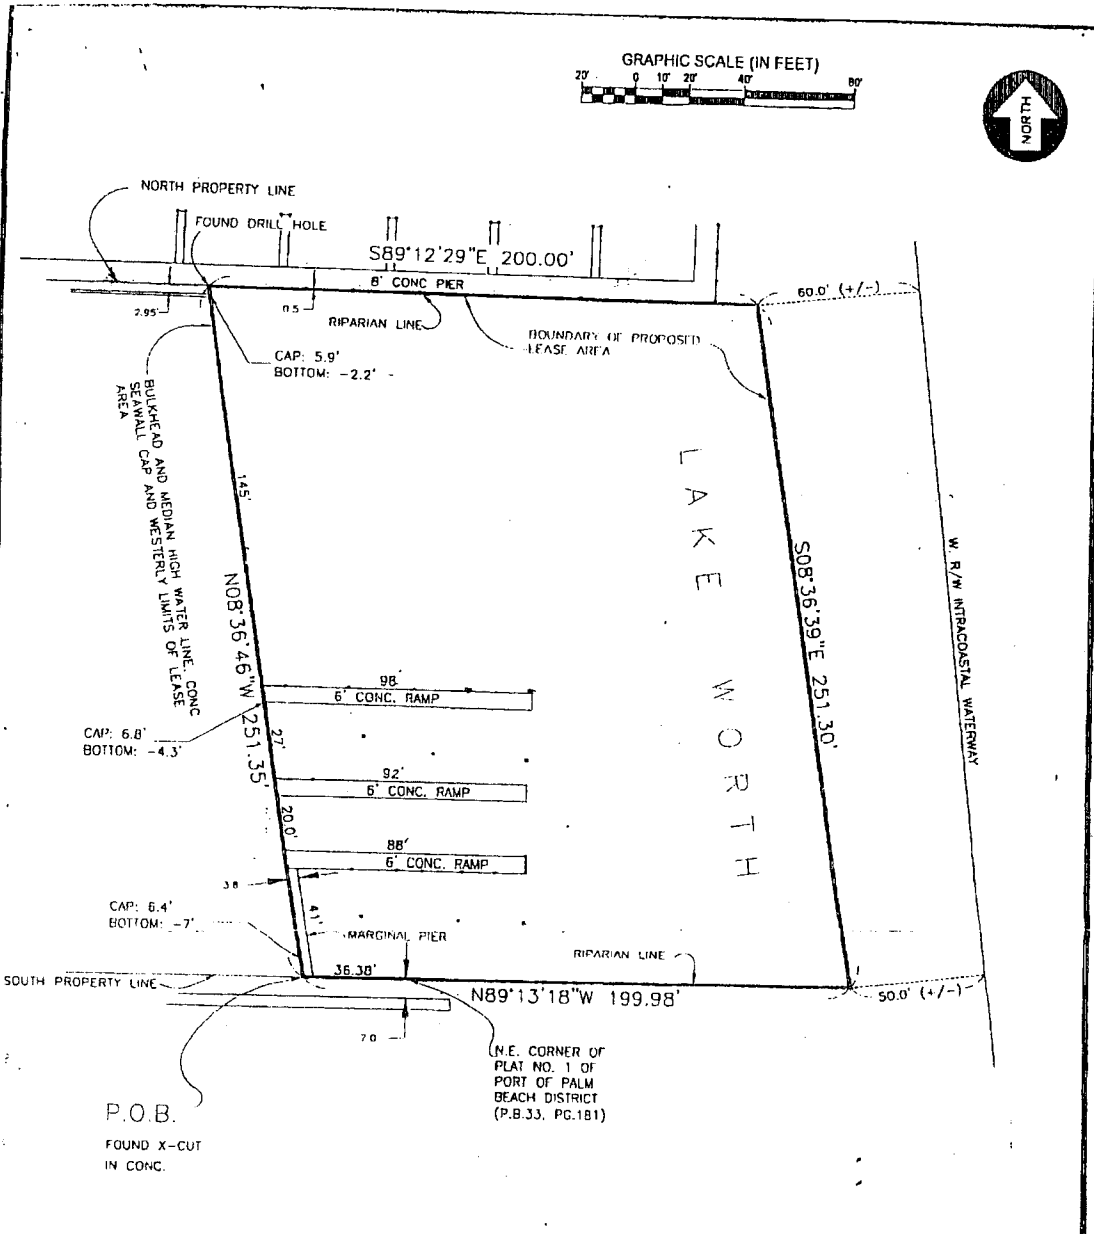 GRAPHIC SCALE (IN FEET)
20' 0 10' 20' 40' 80'
NORTH
NORTH PROPERTY LINE
FOUND DRILL HOLE
S89°12'29"E 200.00'
8' CONC PIER
60.0' (+/-)
2.95'
0.5
RIPARIAN LINE
BOUNDARY OF PROPOSED
LEASE AREA
CAP: 5.9'
BOTTOM: -2.2'
BULKHEAD AND MEDIAN HIGH WATER LINE, CONC
SEAWALL CAP AND WESTERLY LIMITS OF LEASE
AREA
145'
LAKE WORTH
N08°36'46"W 251.35'
S08°36'39"E 251.30'
W. R/W INTRACOASTAL WATERWAY
98'
6' CONC. RAMP
CAP: 6.8'
BOTTOM: -4.3'
27'
92'
6' CONC. RAMP
20.0'
88'
6' CONC. RAMP
3.8
CAP: 6.4'
BOTTOM: -7'
41'
MARGINAL PIER
RIPARIAN LINE
36.38'
SOUTH PROPERTY LINE
N89°13'18"W 199.98'
50.0' (+/-)
7.0
N.E. CORNER OF
PLAT NO. 1 OF
PORT OF PALM
BEACH DISTRICT
(P.B.33, PG.181)
P.O.B.
FOUND X-CUT
IN CONC.